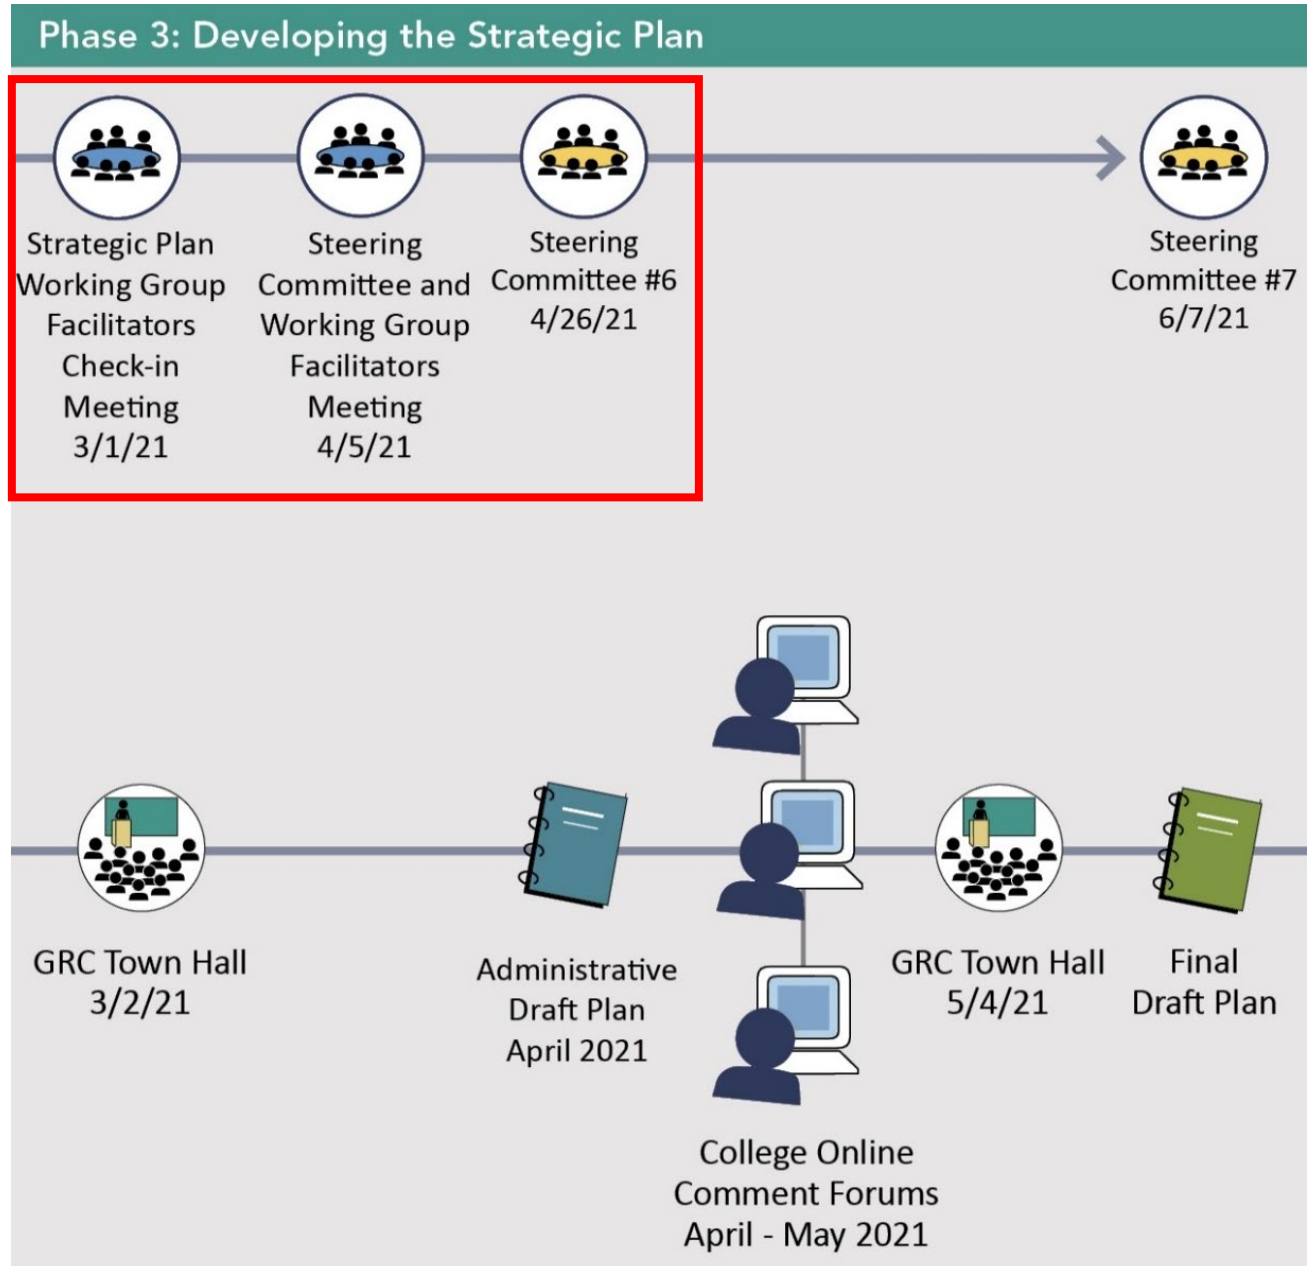 Phase 3: Developing the Strategic Plan
Strategic Plan
Working Group
Facilitators
Check-in
Meeting
3/1/21
Steering
Committee and
Working Group
Facilitators
Meeting
4/5/21
Steering
Committee #6
4/26/21
Steering
Committee #7
6/7/21
GRC Town Hall
3/2/21
Administrative
Draft Plan
April 2021
College Online
Comment Forums
April - May 2021
GRC Town Hall
5/4/21
Final
Draft Plan